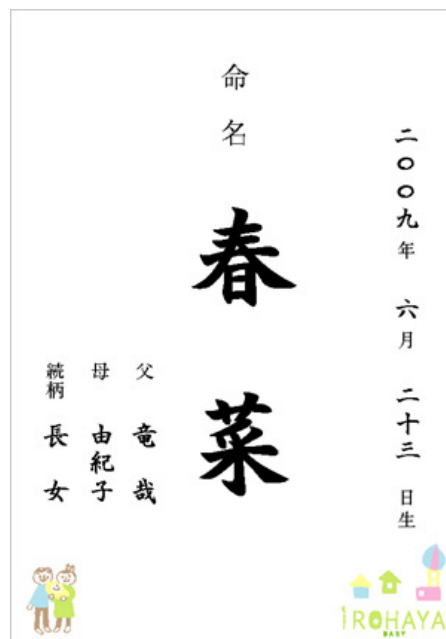 二〇〇九年 六月 二十三 日生
命名
春菜
父 竜哉
母 由紀子
続柄 長女
IROHAYA
BABY